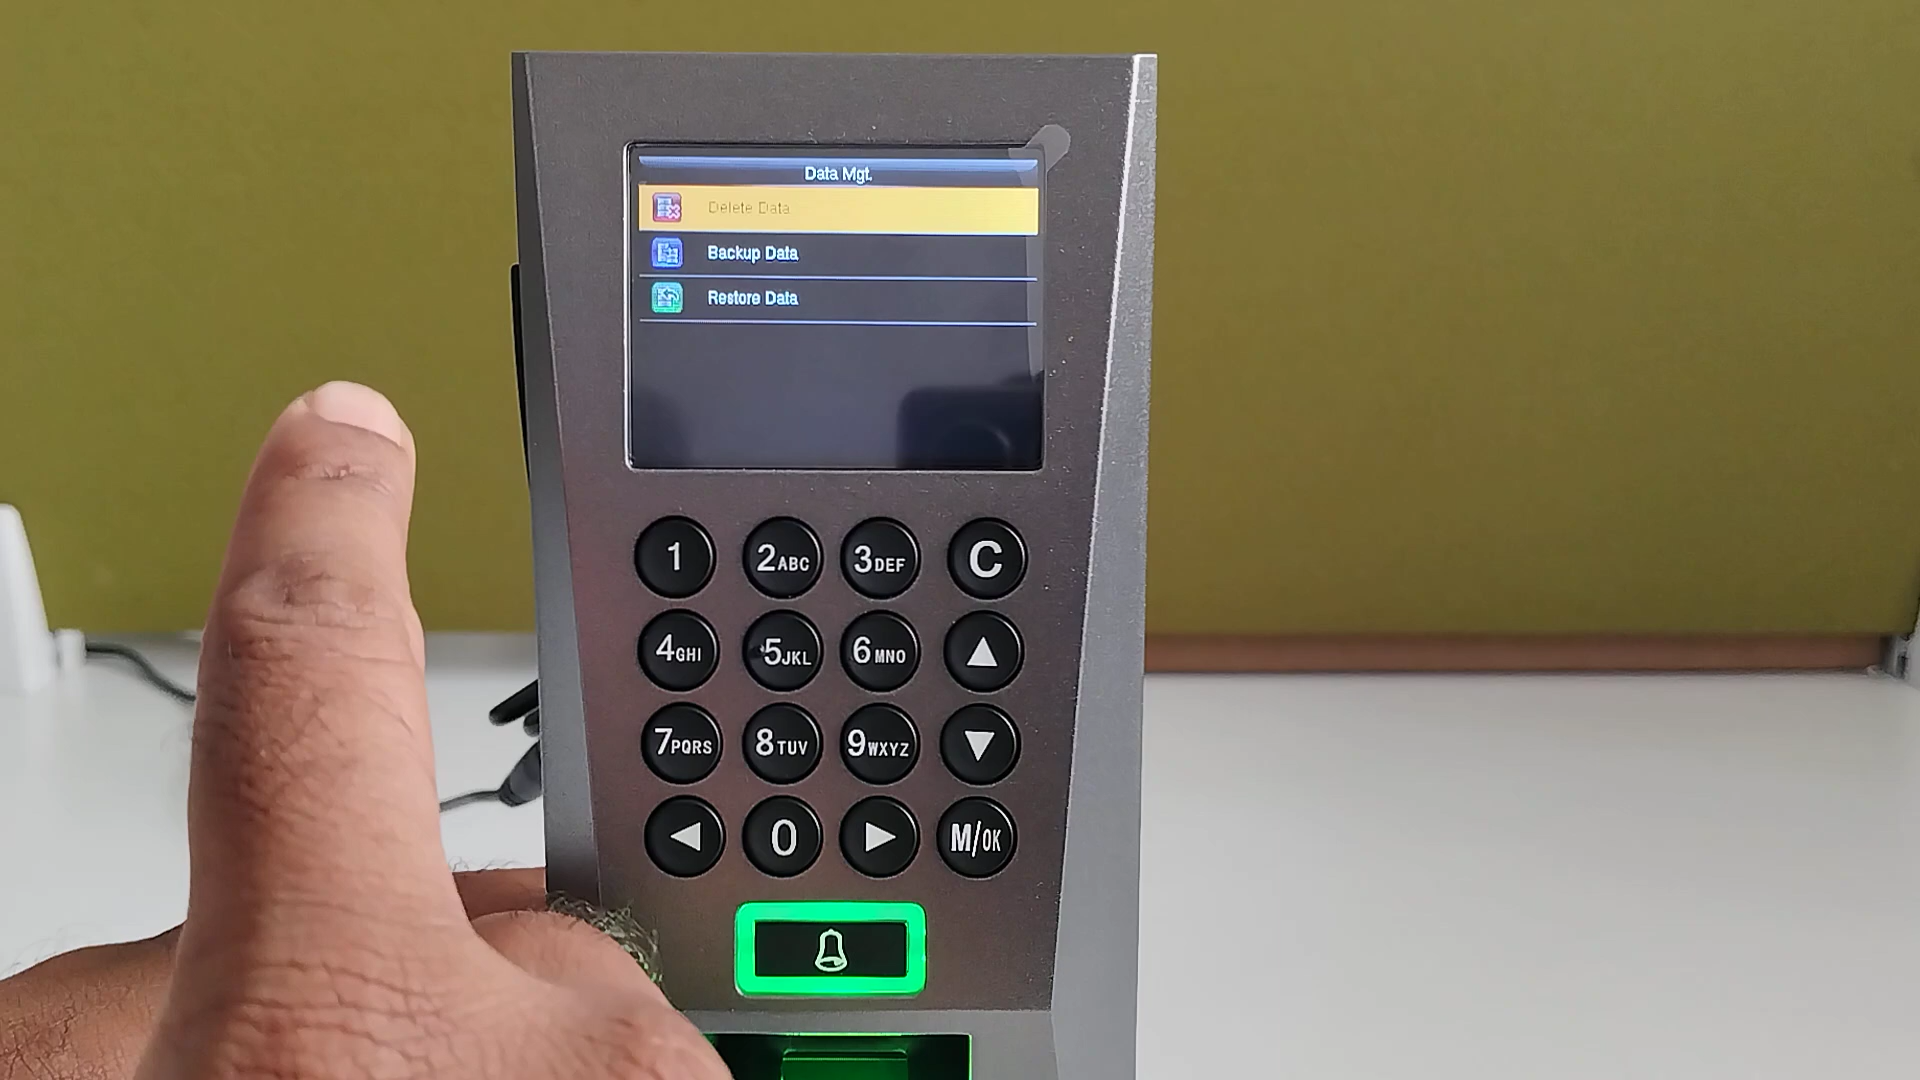 Data Mgt.
Delete Data
Backup Data
Restore Data
1 2ABC 3DEF C
4GHI 5JKL 6MNO ▲
7PQRS 8TUV 9WXYZ ▼
◀ 0 ▶ M/OK